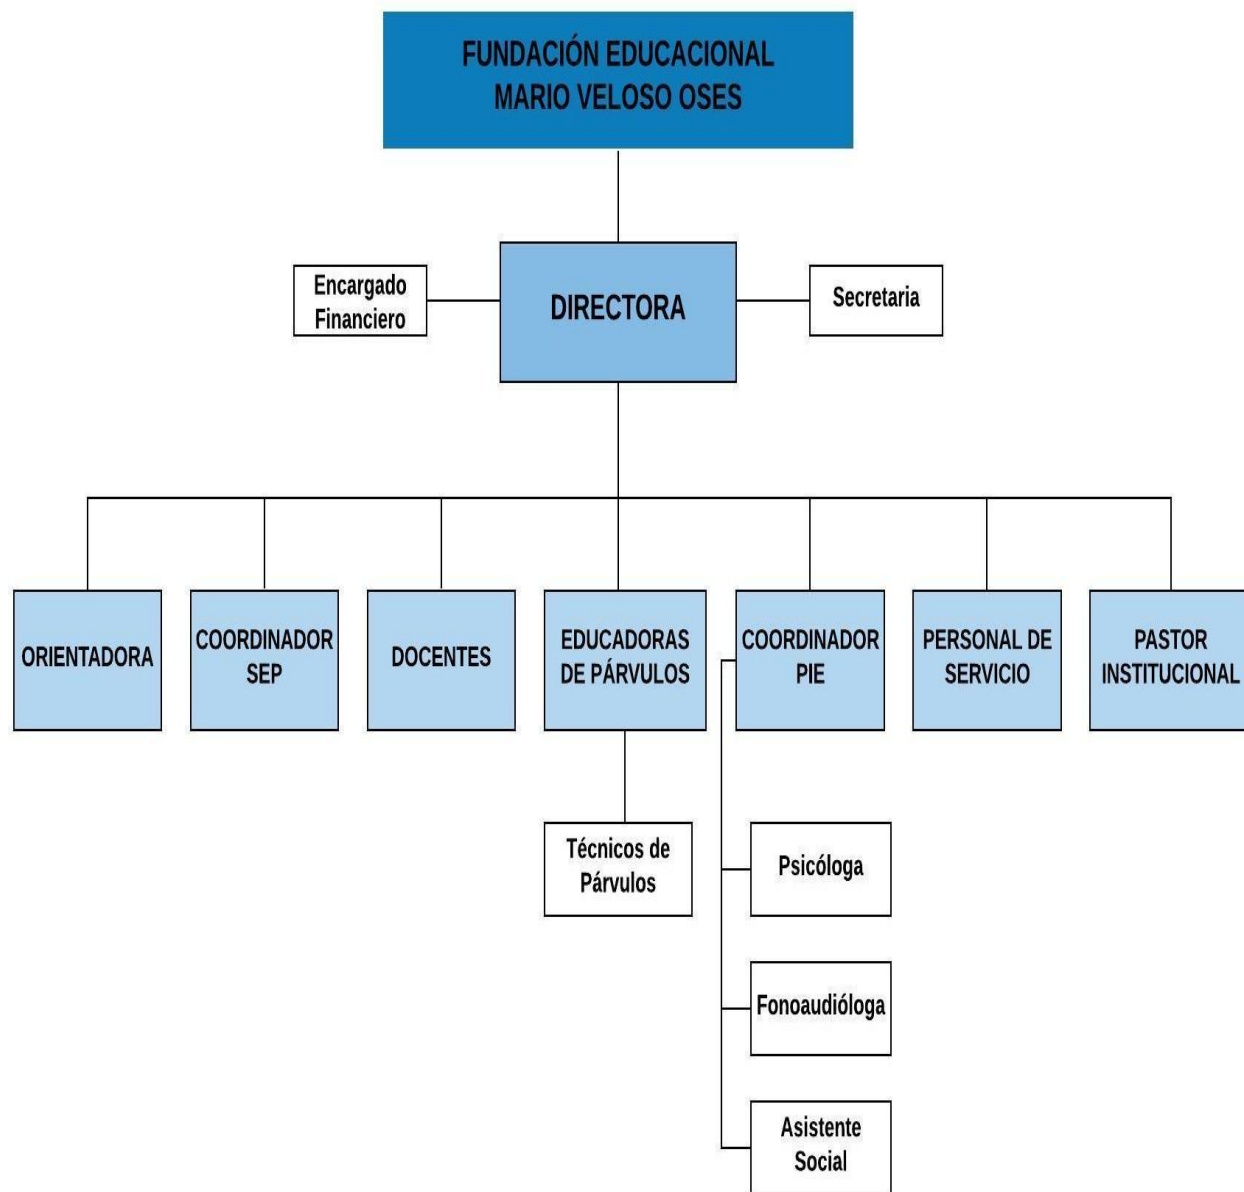 FUNDACIÓN EDUCACIONAL
MARIO VELOSO OSES
Encargado
Financiero
DIRECTORA
Secretaria
ORIENTADORA
COORDINADOR
SEP
DOCENTES
EDUCADORAS
DE PÁRVULOS
COORDINADOR
PIE
PERSONAL DE
SERVICIO
PASTOR
INSTITUCIONAL
Técnicos de
Párvulos
Psicóloga
Fonoaudióloga
Asistente
Social